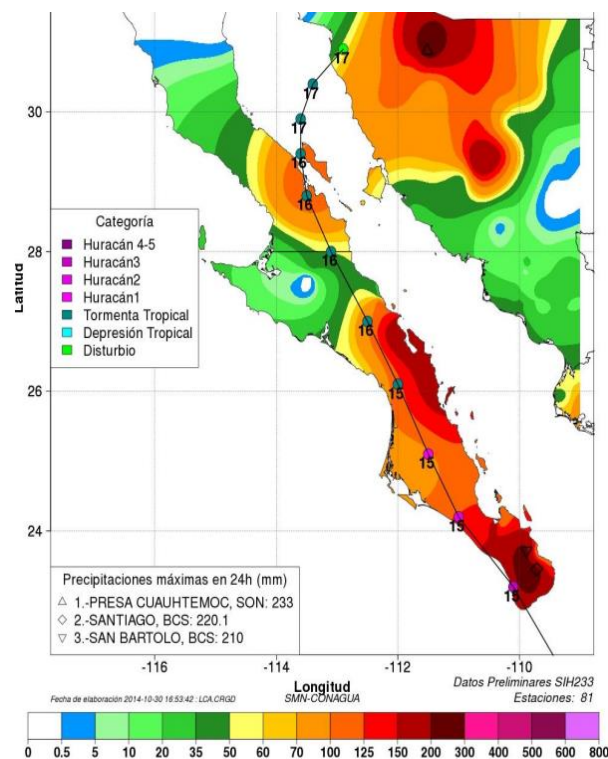 17
17
30
17
16
16
Categoría
Huracán 4-5
Huracán3
Huracán2
Huracán1
Tormenta Tropical
Depresión Tropical
Disturbio
28
16
Latitud
16
26
15
15
24
15
15
Precipitaciones máximas en 24h (mm)
1.-PRESA CUAUHTEMOC, SON: 233
2.-SANTIAGO, BCS: 220.1
3.-SAN BARTOLO, BCS: 210
-116 -114 -112 -110
Longitud
Datos Preliminares SIH233
Fecha de elaboración 2014-10-30 16:53:42 : LCA.CRGD
SMN-CONAGUA
Estaciones: 81
0 0.5 5 10 20 35 50 60 70 100 125 150 200 300 400 500 600 800